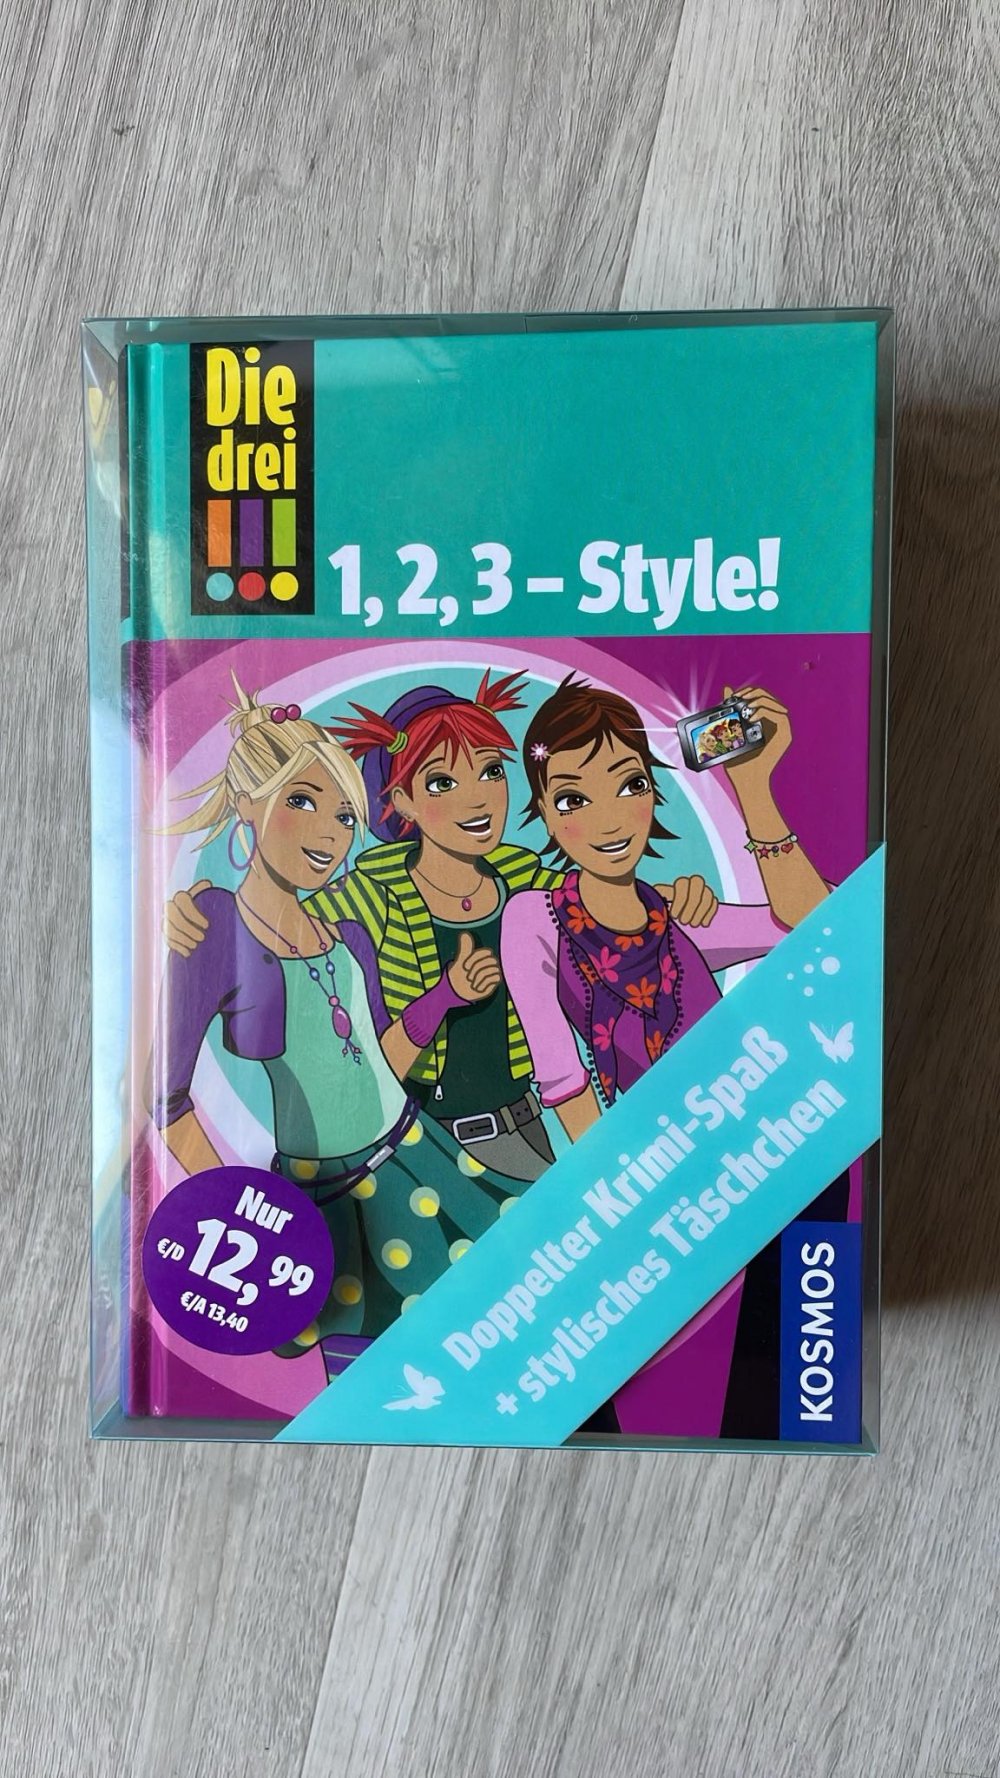 Die
drei
!!!
1, 2, 3 – Style!
Nur
€/D 12,99
€/A 13,40
Doppelter Krimi-Spaß
+ stylisches Täschchen
KOSMOS